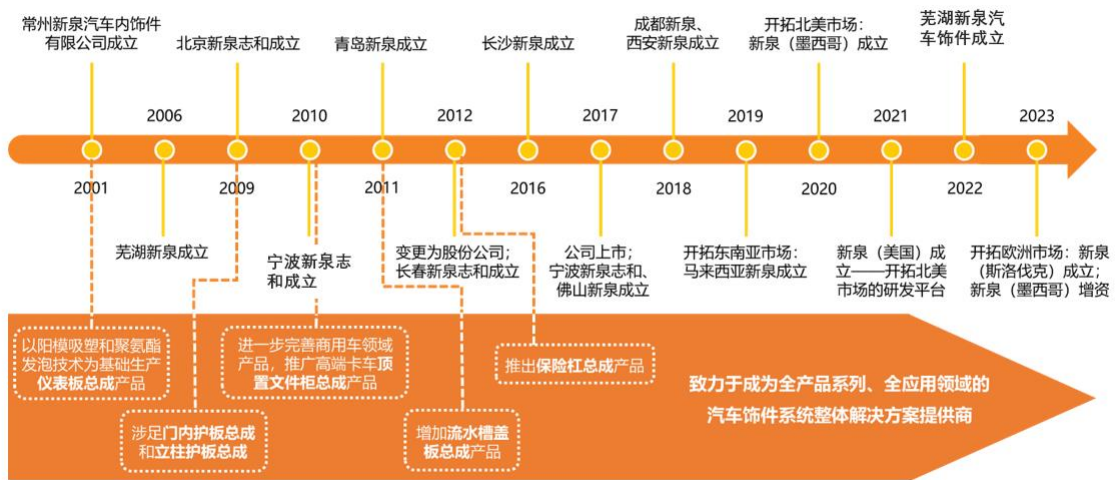 常州新泉汽车内饰件
有限公司成立
北京新泉志和成立
青岛新泉成立
长沙新泉成立
成都新泉、
西安新泉成立
开拓北美市场：
新泉（墨西哥）成立
芜湖新泉汽
车饰件成立
2006
2010
2012
2017
2019
2021
2023
2001
2009
2011
2016
2018
2020
2022
芜湖新泉成立
宁波新泉志
和成立
变更为股份公司；
长春新泉志和成立
公司上市；
宁波新泉志和、
佛山新泉成立
开拓东南亚市场：
马来西亚新泉成立
新泉（美国）成
立——开拓北美
市场的研发平台
开拓欧洲市场：新泉
（斯洛伐克）成立；
新泉（墨西哥）增资
以阳模吸塑和聚氨酯
发泡技术为基础生产
仪表板总成产品
进一步完善商用车领域
产品，推广高端卡车顶
置文件柜总成产品
推出保险杠总成产品
涉足门内护板总成
和立柱护板总成
增加流水槽盖
板总成产品
致力于成为全产品系列、全应用领域的
汽车饰件系统整体解决方案提供商